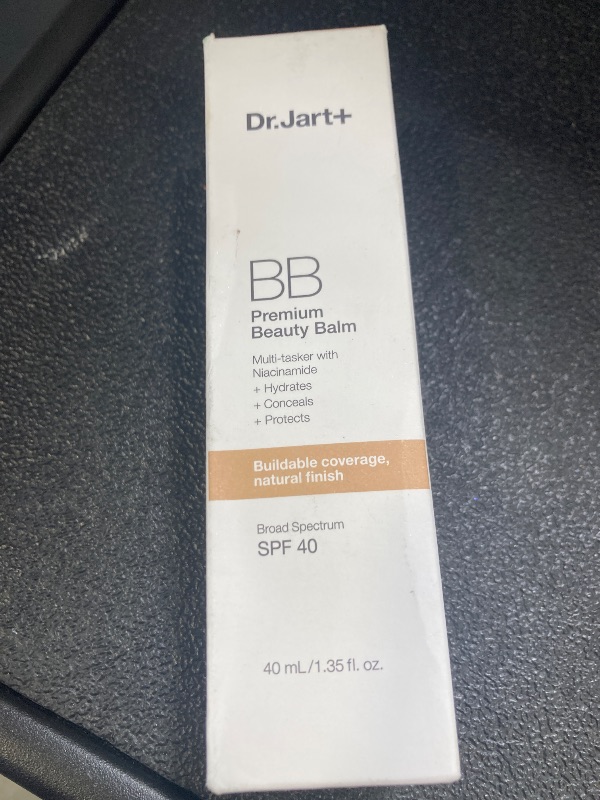 Dr.Jart+
BB
Premium
Beauty Balm
Multi-tasker with
Niacinamide
+ Hydrates
+ Conceals
+ Protects
Buildable coverage,
natural finish
Broad Spectrum
SPF 40
40 mL/1.35 fl. oz.